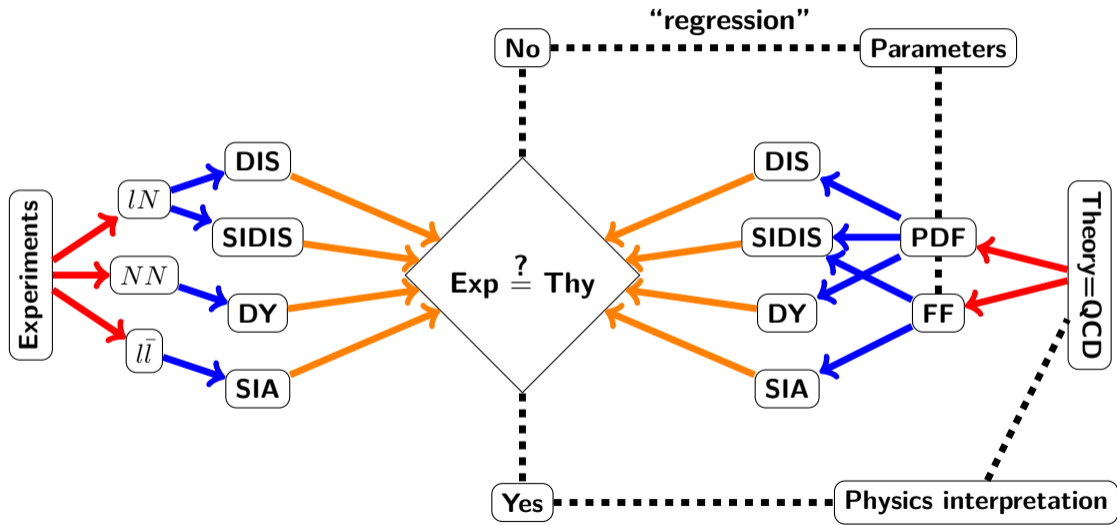 “regression”
No
Parameters
Experiments
lN
NN
l\bar{l}
DIS
SIDIS
DY
SIA
Exp ≟ Thy
DIS
SIDIS
DY
SIA
PDF
FF
Theory=QCD
Yes
Physics interpretation